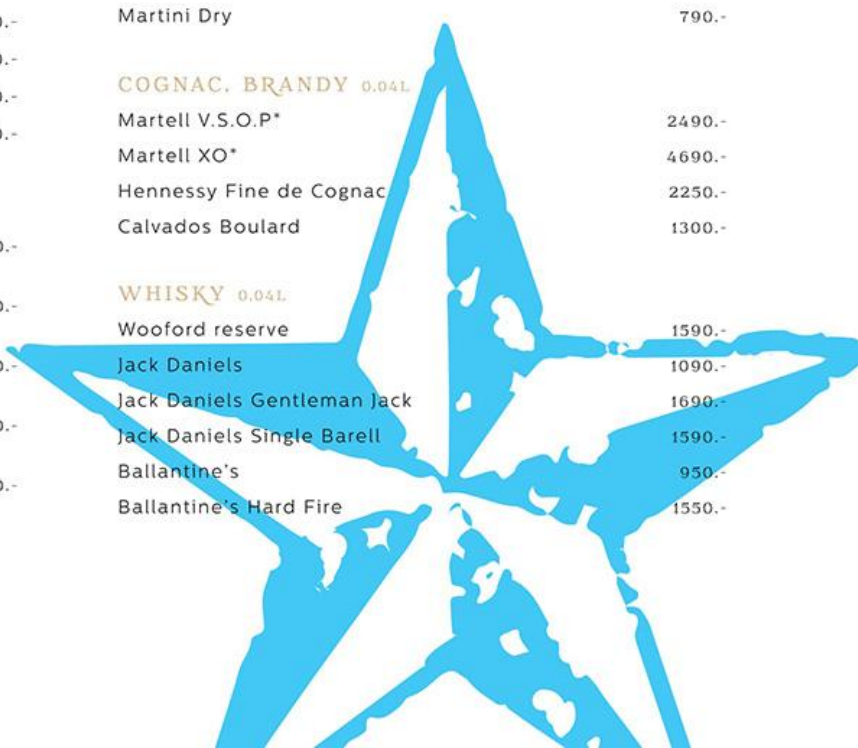 Martini Dry 790.-
COGNAC, BRANDY 0.04L
Martell V.S.O.P* 2490.-
Martell XO* 4690.-
Hennessy Fine de Cognac 2250.-
Calvados Boulard 1300.-
WHISKY 0.04L
Wooford reserve 1590.-
Jack Daniels 1090.-
Jack Daniels Gentleman Jack 1690.-
Jack Daniels Single Barell 1590.-
Ballantine's 950.-
Ballantine's Hard Fire 1550.-